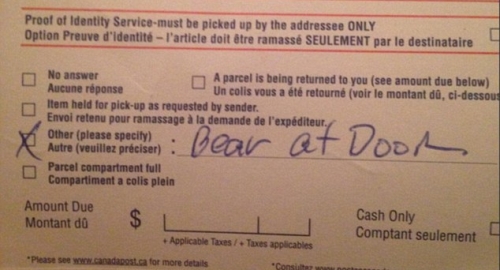 Proof of Identity Service-must be picked up by the addressee ONLY
Option Preuve d'identité – l'article doit être ramassé SEULEMENT par le destinataire
No answer
Aucune réponse
A parcel is being returned to you (see amount due below)
Un colis vous a été retourné (voir le montant dû, ci-dessous
Item held for pick-up as requested by sender.
Envoi retenu pour ramassage à la demande de l'expéditeur.
Other (please specify)
Autre (veuillez préciser) : Bear at Door
Parcel compartment full
Compartiment a colis plein
Amount Due
Montant dû $
+ Applicable Taxes / + Taxes applicables
Cash Only
Comptant seulement
*Please see www.canadapost.ca for more details